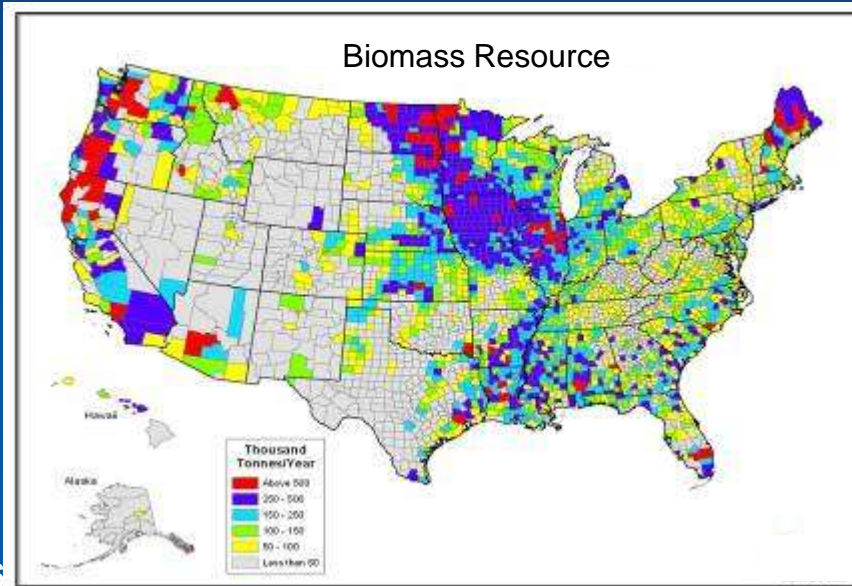 Biomass Resource
Hawaii
Alaska
Thousand
Tonnes/Year
Above 500
250 - 500
150 - 250
100 - 150
50 - 100
Less than 50